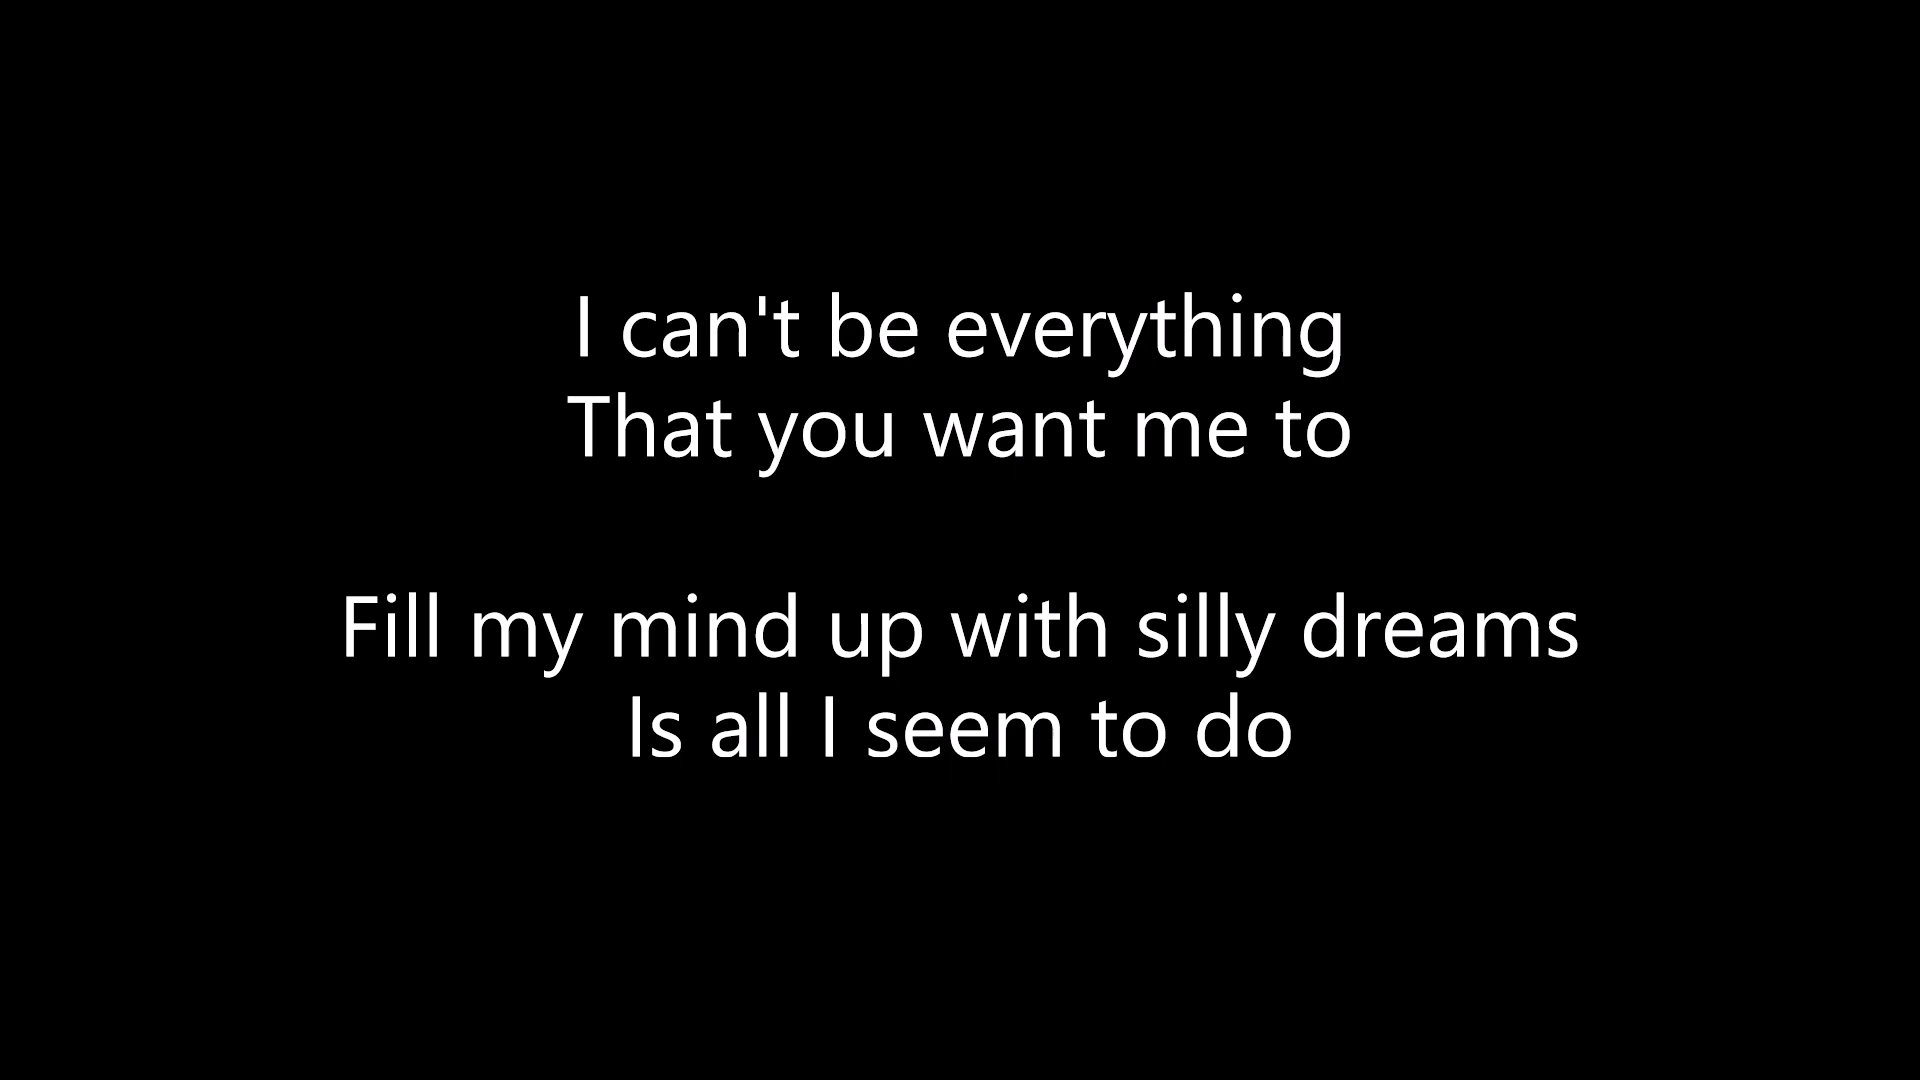 I can't be everything
That you want me to
Fill my mind up with silly dreams
Is all I seem to do